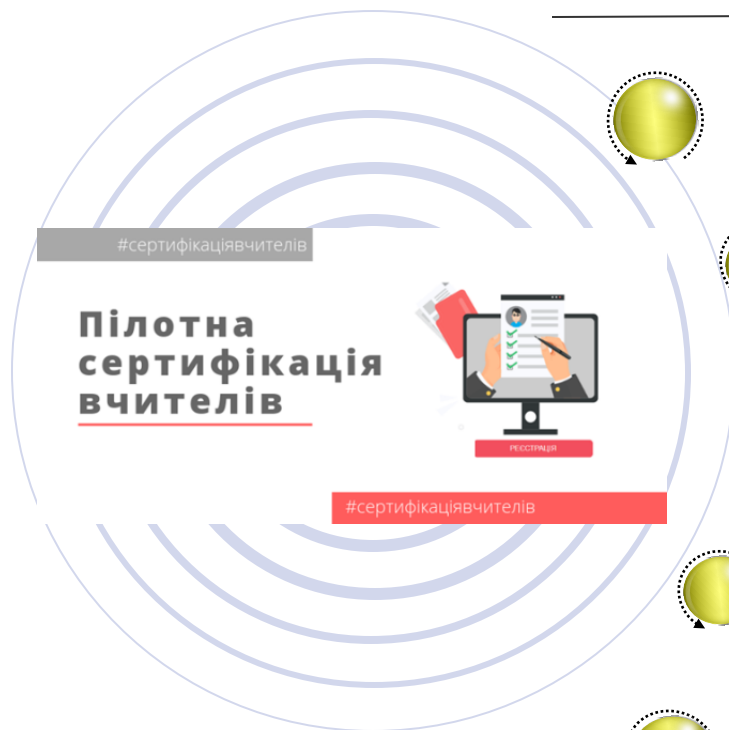 #сертифікаціявчителів
Пілотна
сертифікація
вчителів
РЕЄСТРАЦІЯ
#сертифікаціявчителів